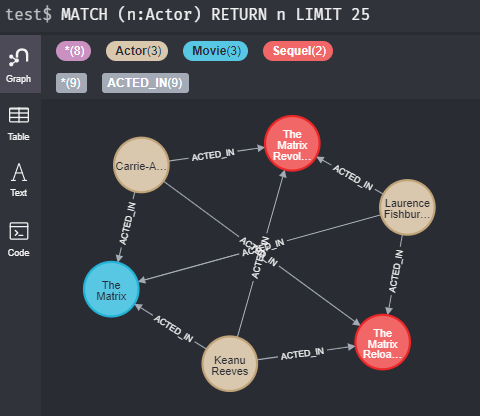 test$ MATCH (n:Actor) RETURN n LIMIT 25
Graph
Table
Text
Code
*(8) Actor(3) Movie(3) Sequel(2)
*(9) ACTED_IN(9)
Carrie-A...
The
Matrix
Revol...
Laurence
Fishbur...
The
Matrix
Keanu
Reeves
The
Matrix
Reloa...
ACTED_IN
ACTED_IN
ACTED_IN
ACTED_IN
ACTED_IN
ACTED_IN
ACTED_IN
ACTED_IN
ACTED_IN